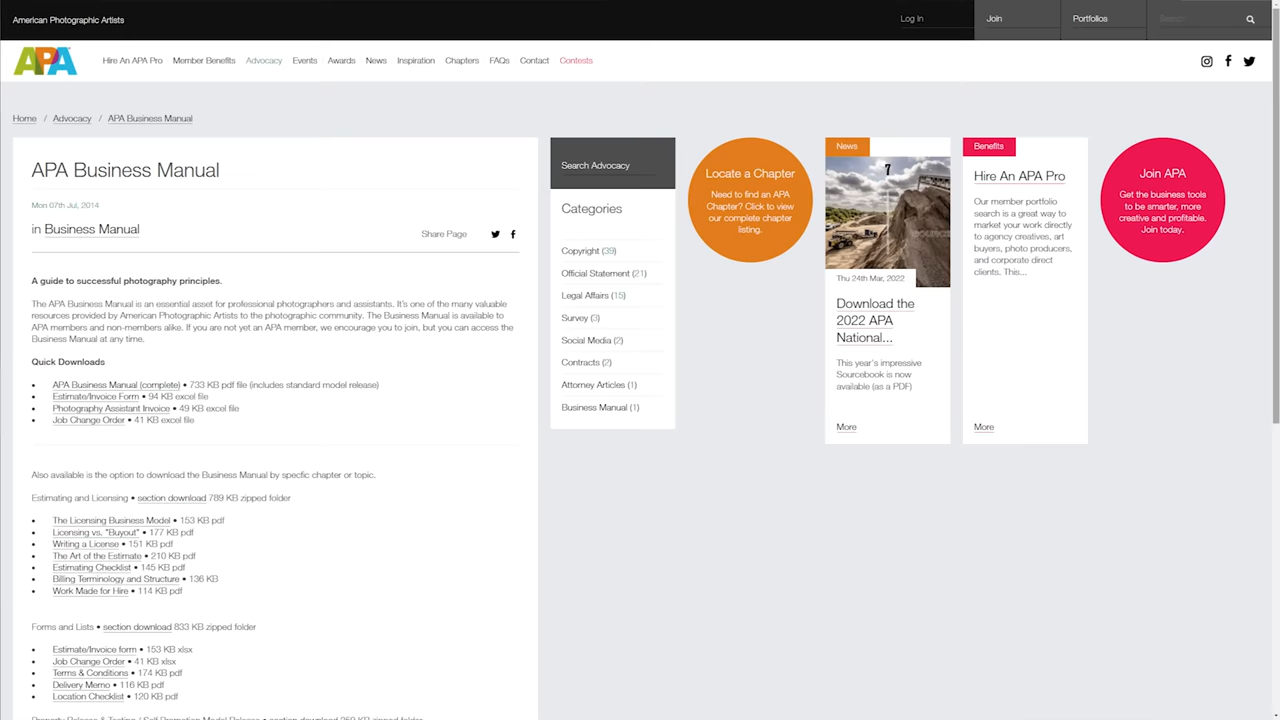 American Photographic Artists
Log In
Join
Portfolios
Search
APA
Hire An APA Pro
Member Benefits
Advocacy
Events
Awards
News
Inspiration
Chapters
FAQs
Contact
Contests
Home / Advocacy / APA Business Manual
APA Business Manual
Mon 07th Jul, 2014
in Business Manual
Share Page
A guide to successful photography principles.
The APA Business Manual is an essential asset for professional photographers and assistants. It's one of the many valuable
resources provided by American Photographic Artists to the photographic community. The Business Manual is available to
APA members and non-members alike. If you are not yet an APA member, we encourage you to join, but you can access the
Business Manual at any time.
Quick Downloads
• APA Business Manual (complete) • 733 KB pdf file (includes standard model release)
• Estimate/Invoice Form • 94 KB excel file
• Photography Assistant Invoice • 49 KB excel file
• Job Change Order • 41 KB excel file
Also available is the option to download the Business Manual by specfic chapter or topic.
Estimating and Licensing • section download 789 KB zipped folder
• The Licensing Business Model • 153 KB pdf
• Licensing vs. "Buyout" • 177 KB pdf
• Writing a License • 151 KB pdf
• The Art of the Estimate • 210 KB pdf
• Estimating Checklist • 145 KB pdf
• Billing Terminology and Structure • 136 KB
• Work Made for Hire • 114 KB pdf
Forms and Lists • section download 833 KB zipped folder
• Estimate/Invoice form • 153 KB xlsx
• Job Change Order • 41 KB xlsx
• Terms & Conditions • 174 KB pdf
• Delivery Memo • 116 KB pdf
• Location Checklist • 120 KB pdf
Property Release & Testing / Self Promotion Model Release • section download 259 KB zipped folder
Search Advocacy
Categories
Copyright (39)
Official Statement (21)
Legal Affairs (15)
Survey (3)
Social Media (2)
Contracts (2)
Attorney Articles (1)
Business Manual (1)
Locate a Chapter
Need to find an APA
Chapter? Click to view
our complete chapter
listing.
News
7
Thu 24th Mar, 2022
Download the
2022 APA
National...
This year's impressive
Sourcebook is now
available (as a PDF)
More
Benefits
Hire An APA Pro
Our member portfolio
search is a great way to
market your work directly
to agency creatives, art
buyers, photo producers,
and corporate direct
clients. This...
More
Join APA
Get the business tools
to be smarter, more
creative and profitable.
Join today.